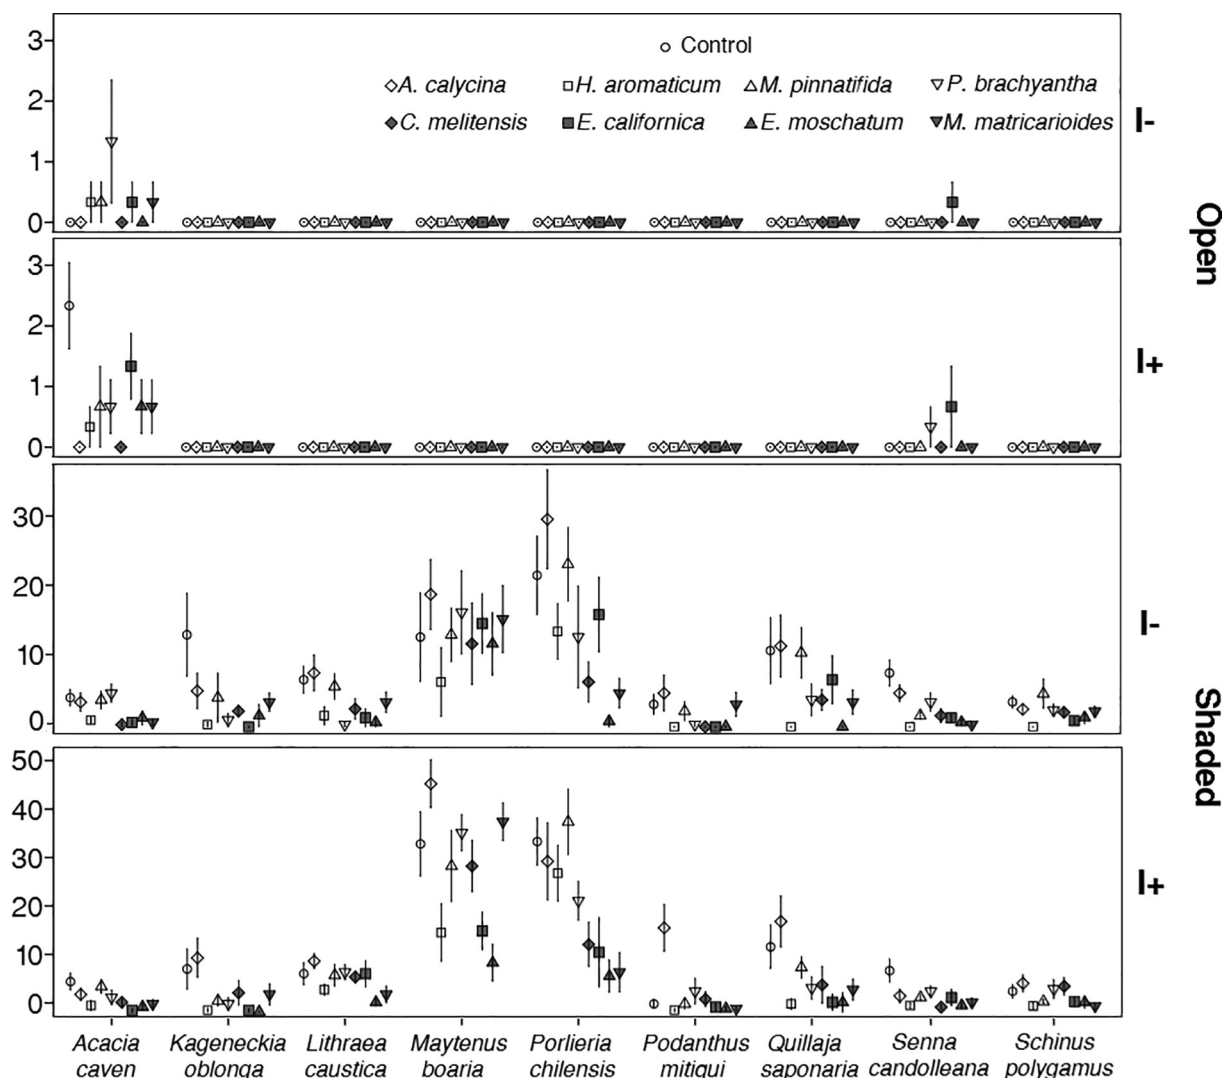 3
2
1
0
Control
A. calycina H. aromaticum M. pinnatifida P. brachyantha
C. melitensis E. californica E. moschatum M. matricarioides
I-
Open
3
2
1
0
I+
30
20
10
0
I-
Shaded
50
40
30
20
10
0
I+
Acacia Kageneckia Lithraea Maytenus Porlieria Podanthus Quillaja Senna Schinus
caven oblonga caustica boaria chilensis mitiqui saponaria candolleana polygamus